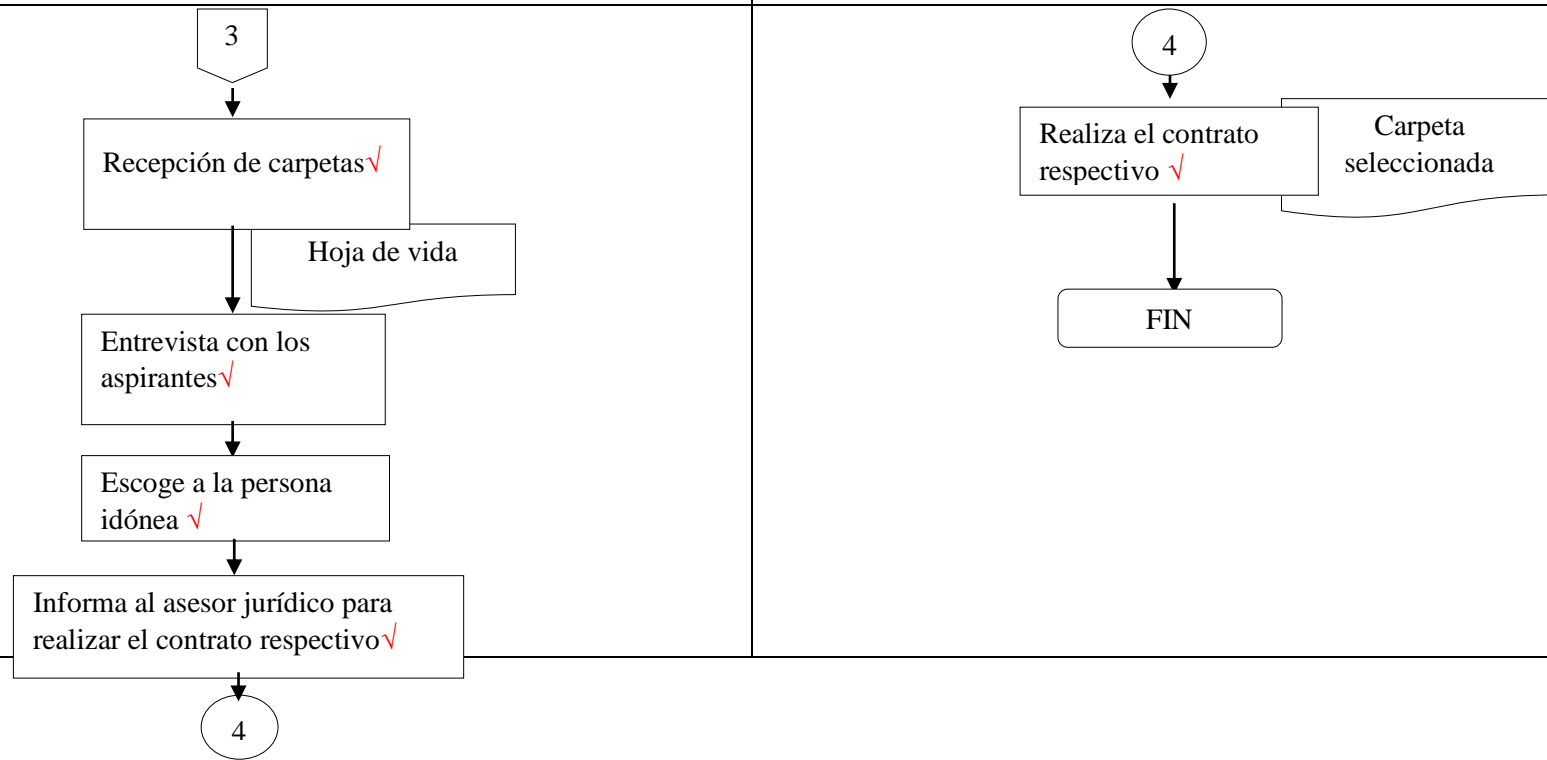 3
Recepción de carpetas√
Hoja de vida
Entrevista con los
aspirantes√
Escoge a la persona
idónea √
Informa al asesor jurídico para
realizar el contrato respectivo√
4
4
Realiza el contrato
respectivo √
Carpeta
seleccionada
FIN